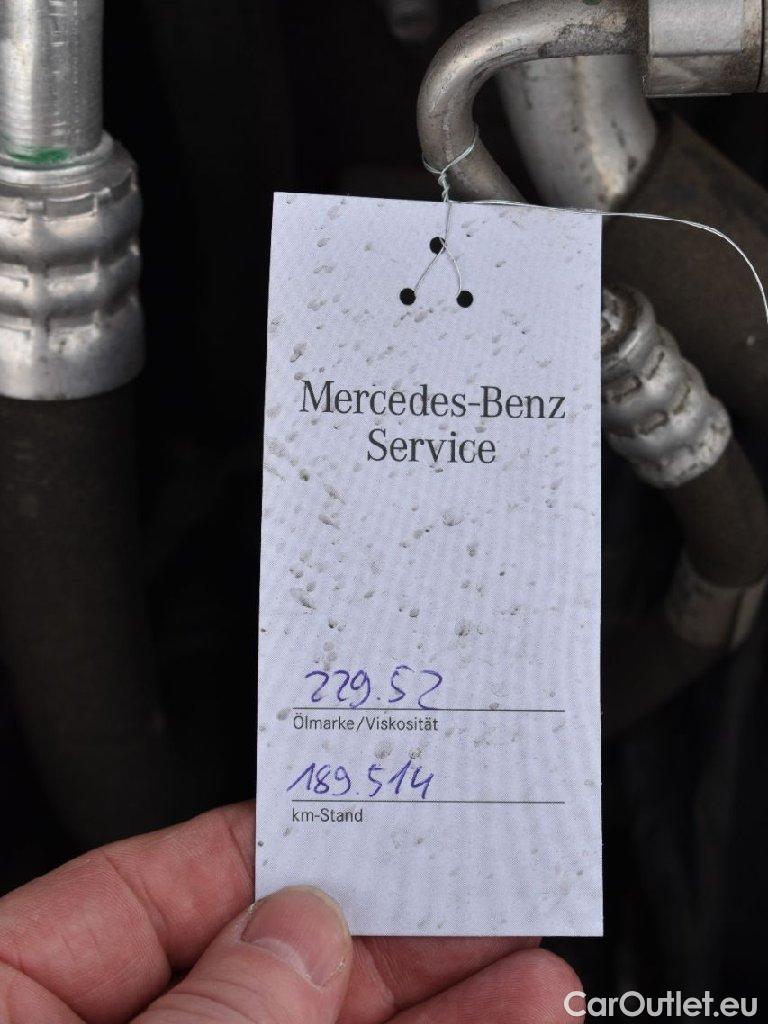 Mercedes-Benz
Service
229.52
Ölmarke/Viskosität
189.514
km-Stand
CarOutlet.eu